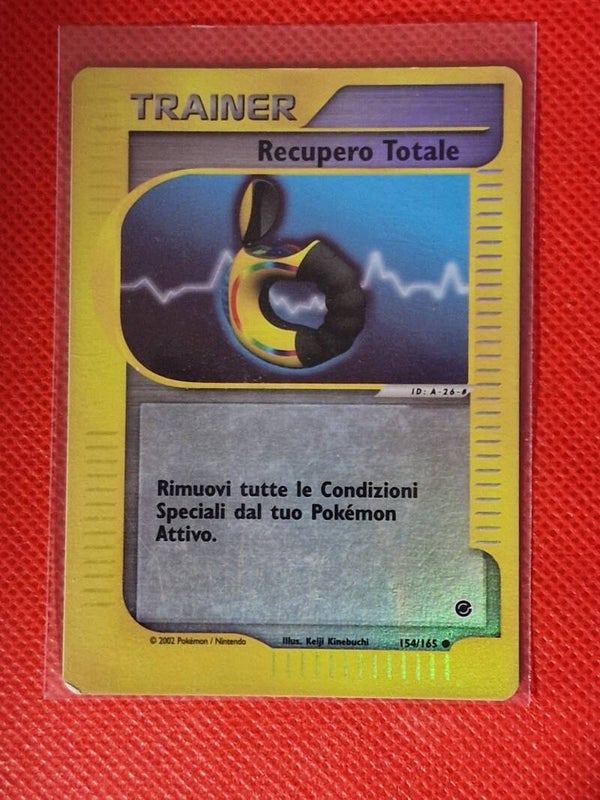 TRAINER
Recupero Totale
ID: A-26-#
Rimuovi tutte le Condizioni
Speciali dal tuo Pokémon
Attivo.
© 2002 Pokémon / Nintendo
Illus. Keiji Kinebuchi
154/165